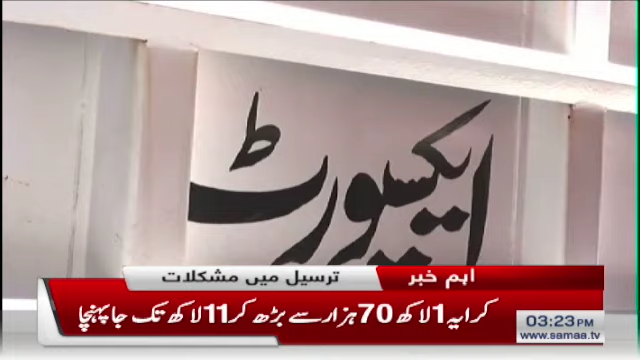 ایکسپورٹ
اہم خبر
ترسیل میں مشکلات
کرایہ 1 لاکھ 70 ہزار سے بڑھ کر 11 لاکھ تک جا پہنچا
03:23 PM
www.samaa.tv